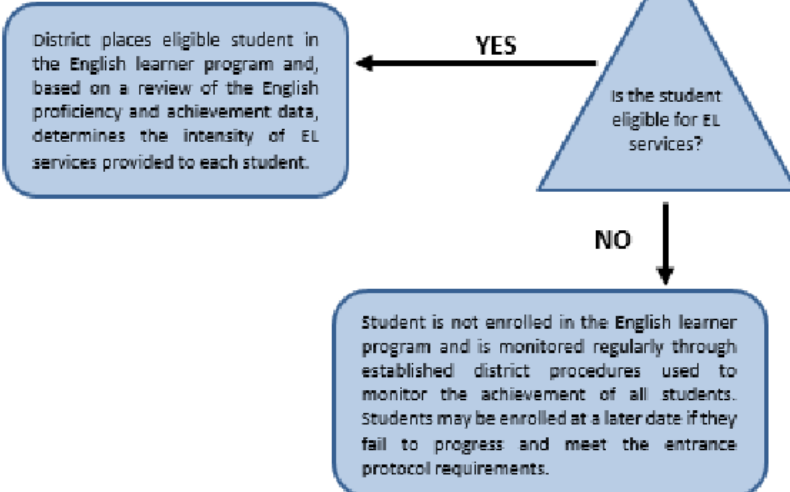 District places eligible student in
the English learner program and,
based on a review of the English
proficiency and achievement data,
determines the intensity of EL
services provided to each student.
YES
Is the student
eligible for EL
services?
NO
Student is not enrolled in the English learner
program and is monitored regularly through
established district procedures used to
monitor the achievement of all students.
Students may be enrolled at a later date if they
fail to progress and meet the entrance
protocol requirements.